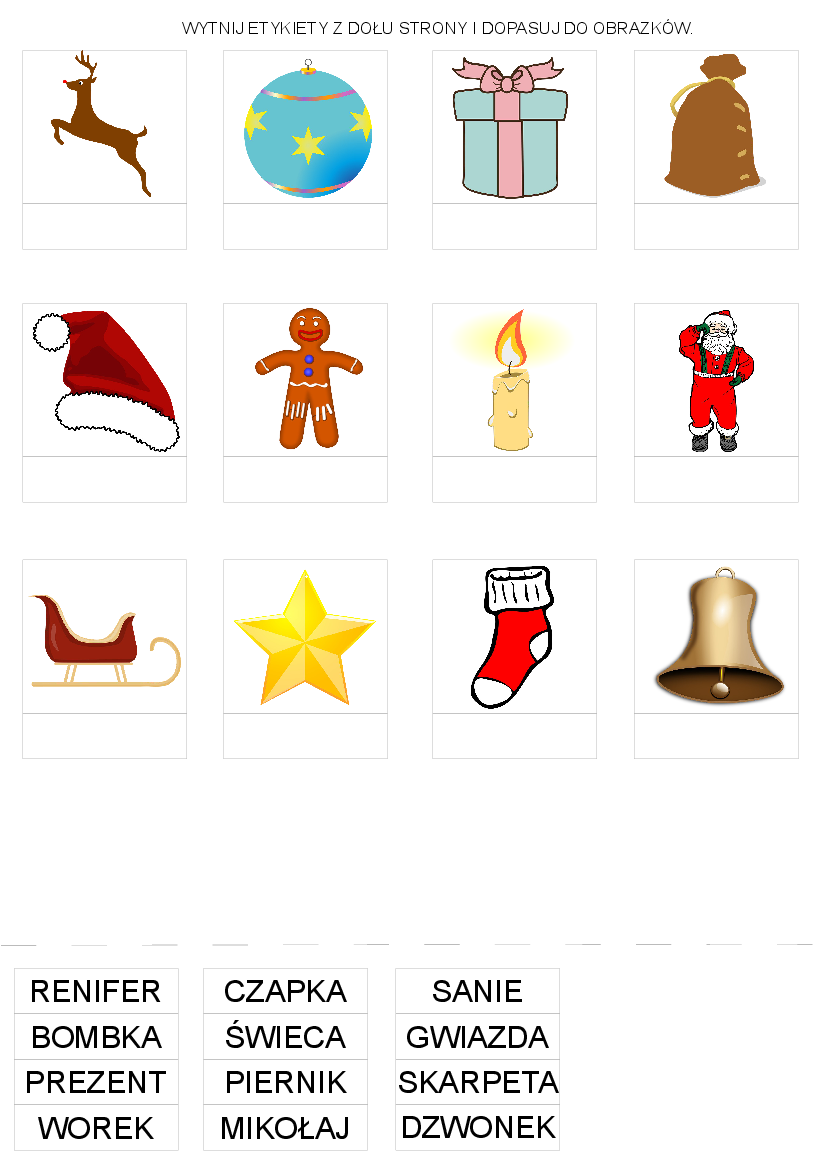 WYTNIJ ETYKIETY Z DOŁU STRONY I DOPASUJ DO OBRAZKÓW.
RENIFER
BOMBKA
PREZENT
WOREK
CZAPKA
ŚWIECA
PIERNIK
MIKOŁAJ
SANIE
GWIAZDA
SKARPETA
DZWONEK